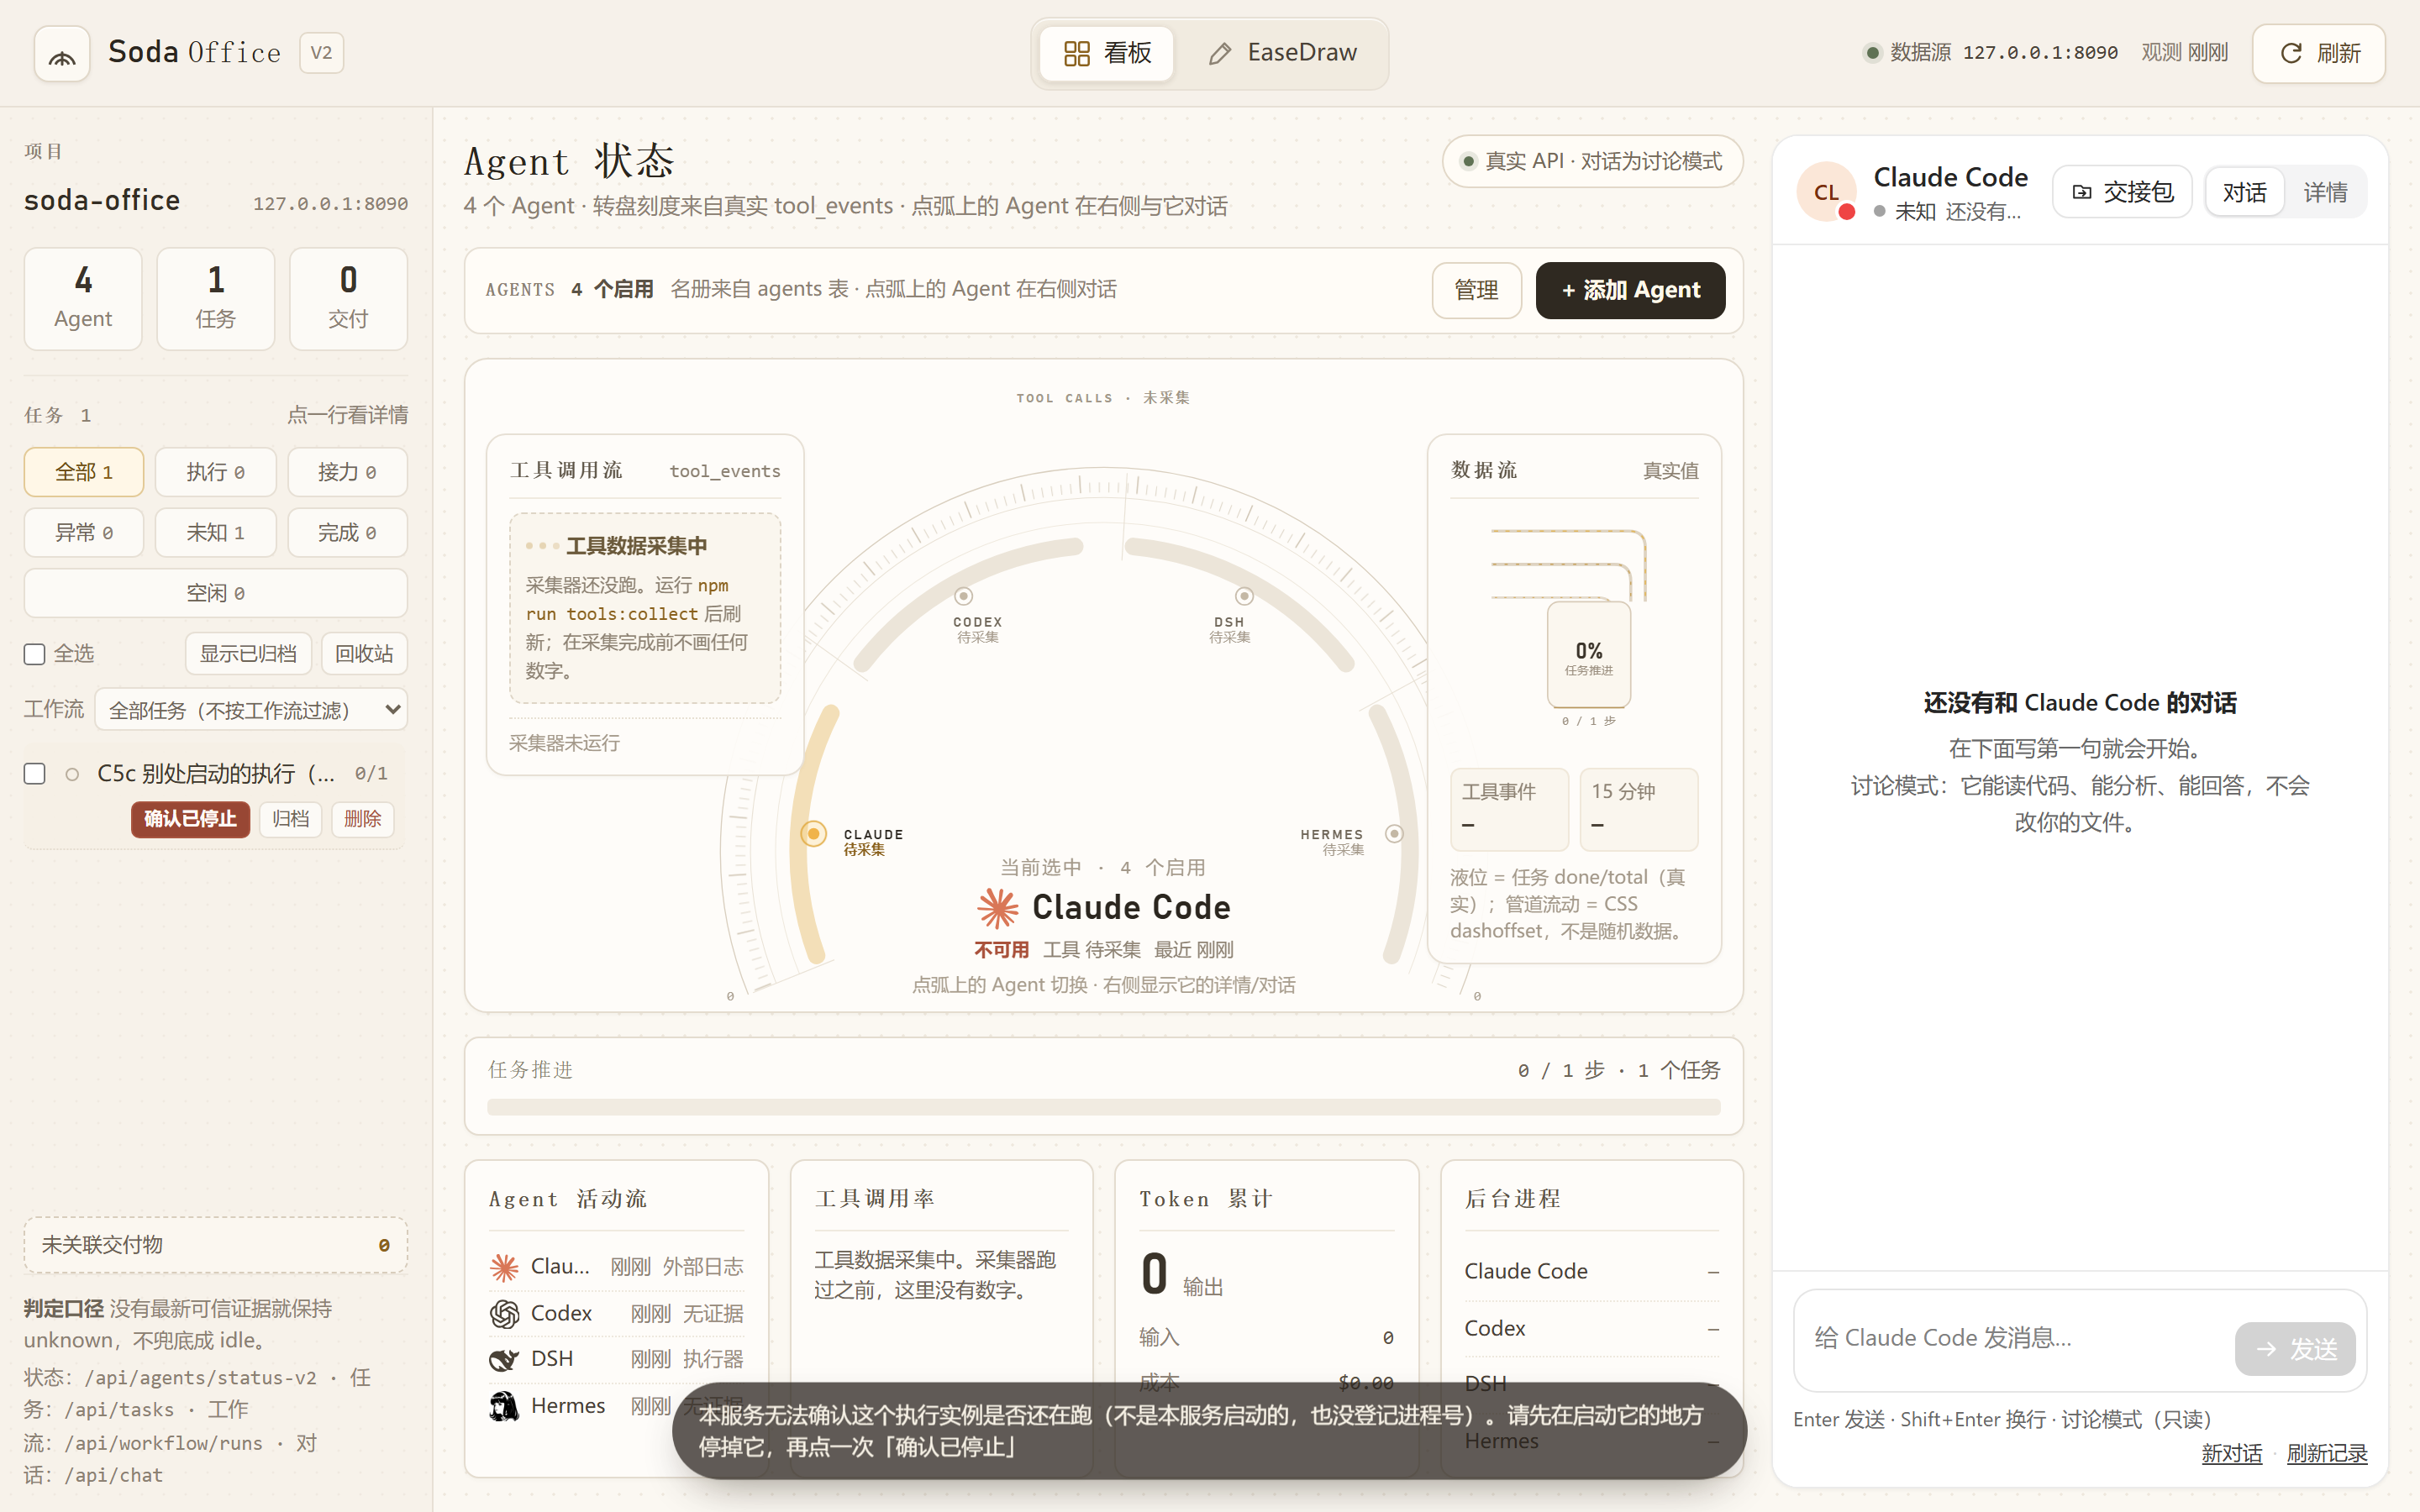 Soda Office V2
看板
EaseDraw
数据源 127.0.0.1:8090 观测 刚刚
刷新
项目
soda-office 127.0.0.1:8090
4 Agent
1 任务
0 交付
任务 1 点一行看详情
全部 1
执行 0
接力 0
异常 0
未知 1
完成 0
空闲 0
全选 显示已归档 回收站
工作流 全部任务（不按工作流过滤）
C5c 别处启动的执行（... 0/1
确认已停止 归档 删除
未关联交付物 0
判定口径 没有最新可信证据就保持
unknown，不兜底成 idle。
状态：/api/agents/status-v2 · 任
务：/api/tasks · 工作
流：/api/workflow/runs · 对
话：/api/chat
Agent 状态
4 个 Agent · 转盘刻度来自真实 tool_events · 点弧上的 Agent 在右侧与它对话
真实 API · 对话为讨论模式
AGENTS 4 个启用 名册来自 agents 表 · 点弧上的 Agent 在右侧对话
管理
+ 添加 Agent
TOOL CALLS · 未采集
工具调用流 tool_events
工具数据采集中
采集器还没跑。运行 npm
run tools:collect 后刷
新；在采集完成前不画任何
数字。
采集器未运行
CODEX
待采集
DSH
待采集
CLAUDE
待采集
HERMES
待采集
当前选中 · 4 个启用
Claude Code
不可用 工具 待采集 最近 刚刚
点弧上的 Agent 切换 · 右侧显示它的详情/对话
0
0
数据流 真实值
0%
任务推进
0 / 1 步
工具事件
–
15 分钟
–
液位 = 任务 done/total（真
实）；管道流动 = CSS
dashoffset，不是随机数据。
任务推进 0 / 1 步 · 1 个任务
Agent 活动流
Clau... 刚刚 外部日志
Codex 刚刚 无证据
DSH 刚刚 执行器
Hermes 刚刚 无证据
工具调用率
工具数据采集中。采集器跑
过之前，这里没有数字。
Token 累计
0 输出
输入 0
成本 $0.00
后台进程
Claude Code –
Codex –
DSH –
Hermes –
本服务无法确认这个执行实例是否还在跑（不是本服务启动的，也没登记进程号）。请先在启动它的地方
停掉它，再点一次「确认已停止」
CL
Claude Code
未知 还没有...
交接包
对话
详情
还没有和 Claude Code 的对话
在下面写第一句就会开始。
讨论模式：它能读代码、能分析、能回答，不会
改你的文件。
给 Claude Code 发消息...
发送
Enter 发送 · Shift+Enter 换行 · 讨论模式（只读）
新对话 · 刷新记录